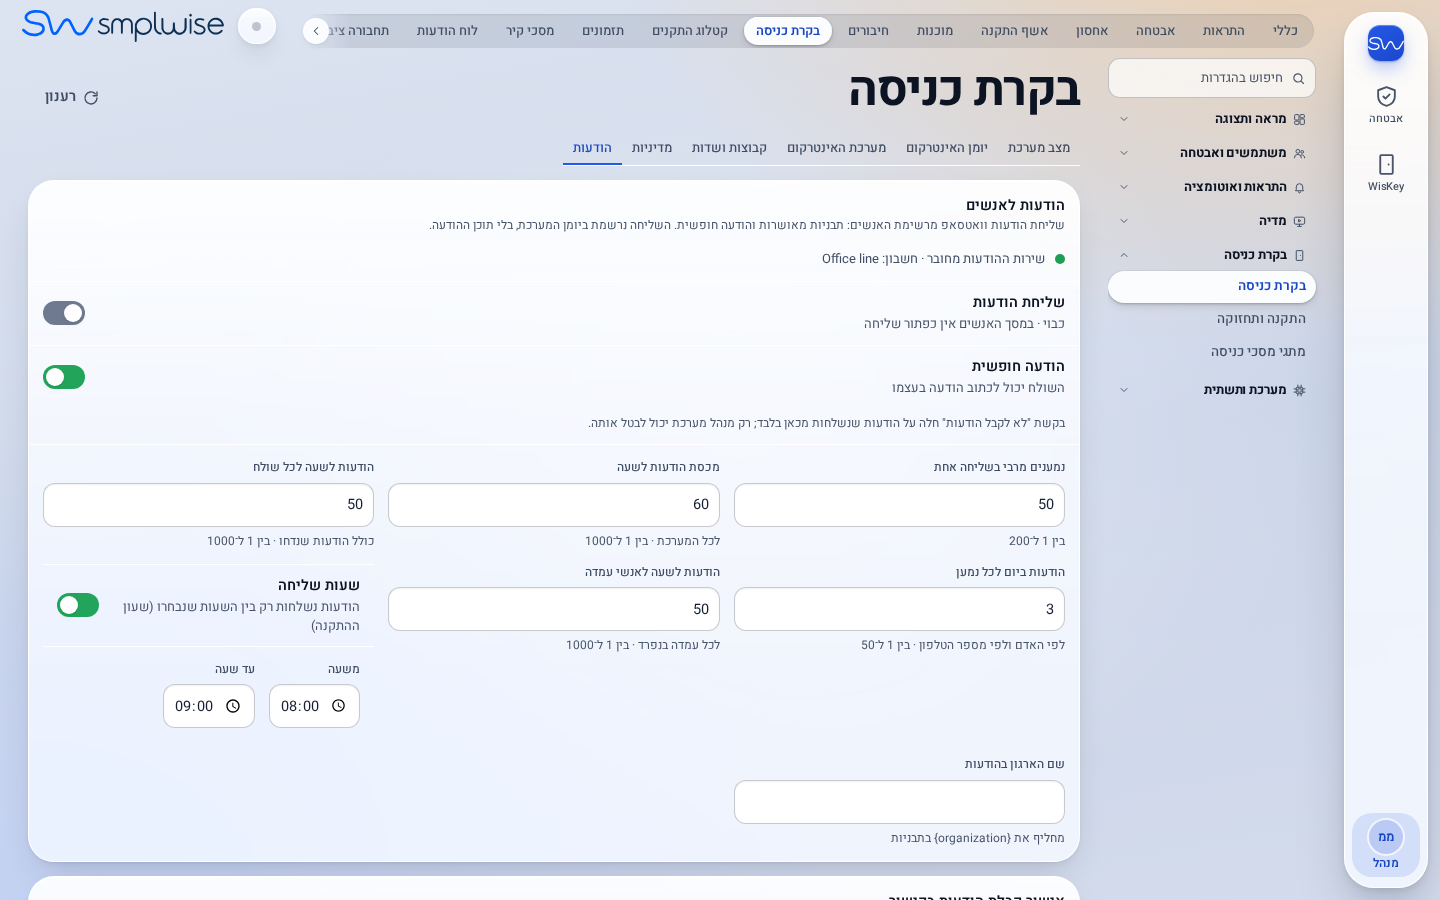 smplwise
כללי
התראות
אבטחה
אחסון
אשף התקנה
מוכנות
חיבורים
בקרת כניסה
קטלוג התקנים
תזמונים
מסכי קיר
לוח הודעות
תחבורה
SW
אבטחה
WisKey
ממ
מנהל
חיפוש בהגדרות
מראה ותצוגה
משתמשים ואבטחה
התראות ואוטומציה
מדיה
בקרת כניסה
בקרת כניסה
התקנה ותחזוקה
מתגי מסכי כניסה
מערכת ותשתית
בקרת כניסה
רענון
מצב מערכת
יומן האינטרקום
מערכת האינטרקום
קבוצות ושדות
מדיניות
הודעות
הודעות לאנשים
שליחת הודעות וואטסאפ מרשימת האנשים: תבניות מאושרות והודעה חופשית. השליחה נרשמת ביומן המערכת, בלי תוכן ההודעה.
שירות ההודעות מחובר · חשבון: Office line
שליחת הודעות
כבוי · במסך האנשים אין כפתור שליחה
הודעה חופשית
השולח יכול לכתוב הודעה בעצמו
בקשת "לא לקבל הודעות" חלה על הודעות שנשלחות מכאן בלבד; רק מנהל מערכת יכול לבטל אותה.
נמענים מרבי בשליחה אחת
50
בין 1 ל־200
מכסת הודעות לשעה
60
לכל המערכת · בין 1 ל־1000
הודעות לשעה לכל שולח
50
כולל הודעות שנדחו · בין 1 ל־1000
הודעות ביום לכל נמען
3
לפי האדם ולפי מספר הטלפון · בין 1 ל־50
הודעות לשעה לאנשי עמדה
50
לכל עמדה בנפרד · בין 1 ל־1000
שעות שליחה
הודעות נשלחות רק בין השעות שנבחרו (שעון
ההתקנה)
משעה
08:00
עד שעה
09:00
שם הארגון בהודעות
מחליף את {organization} בתבניות